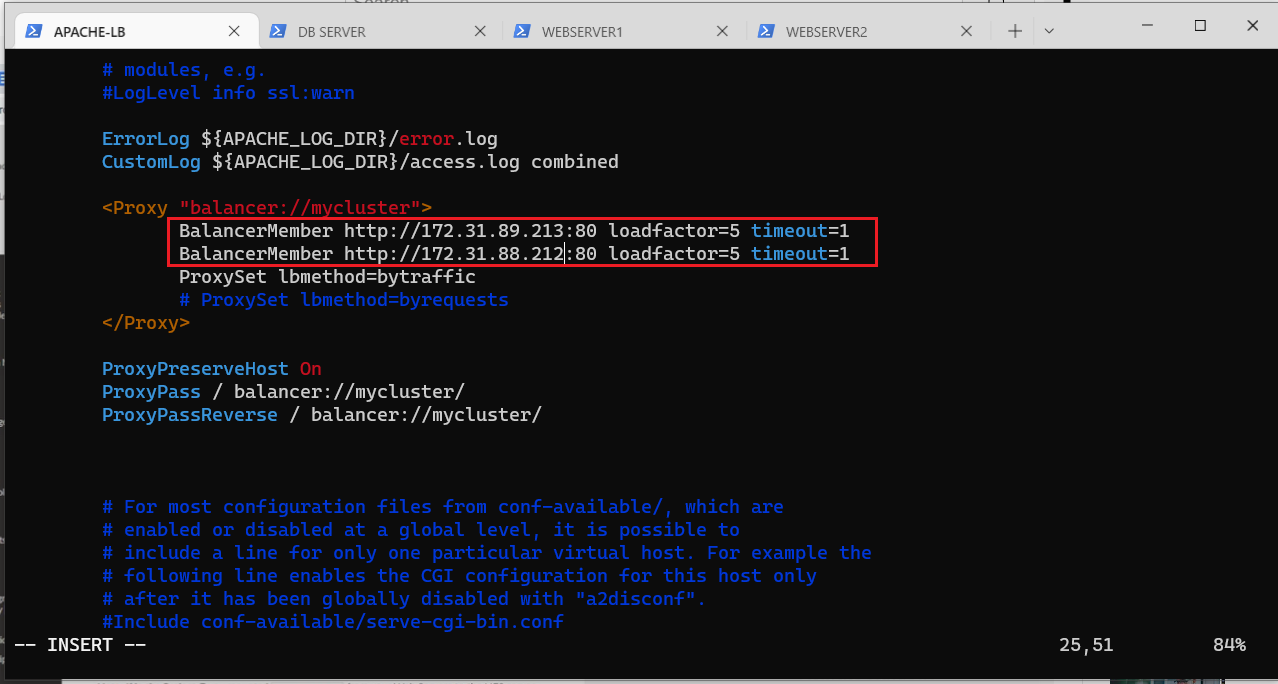 APACHE-LB
DB SERVER
WEBSERVER1
WEBSERVER2
# modules, e.g.
#LogLevel info ssl:warn
ErrorLog ${APACHE_LOG_DIR}/error.log
CustomLog ${APACHE_LOG_DIR}/access.log combined
<Proxy "balancer://mycluster">
BalancerMember http://172.31.89.213:80 loadfactor=5 timeout=1
BalancerMember http://172.31.88.212:80 loadfactor=5 timeout=1
ProxySet lbmethod=bytraffic
# ProxySet lbmethod=byrequests
</Proxy>
ProxyPreserveHost On
ProxyPass / balancer://mycluster/
ProxyPassReverse / balancer://mycluster/
# For most configuration files from conf-available/, which are
# enabled or disabled at a global level, it is possible to
# include a line for only one particular virtual host. For example the
# following line enables the CGI configuration for this host only
# after it has been globally disabled with "a2disconf".
#Include conf-available/serve-cgi-bin.conf
-- INSERT -- 25,51 84%